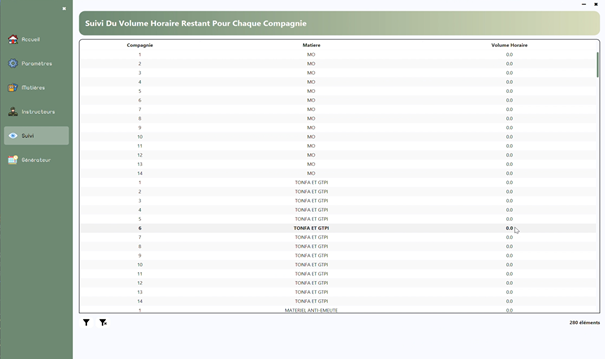 Suivi Du Volume Horaire Restant Pour Chaque Compagnie
Accueil
Paramètres
Matières
Instructeurs
Suivi
Générateur
Compagnie Matiere Volume Horaire
1 MO 0.0
2 MO 0.0
3 MO 0.0
4 MO 0.0
5 MO 0.0
6 MO 0.0
7 MO 0.0
8 MO 0.0
9 MO 0.0
10 MO 0.0
11 MO 0.0
12 MO 0.0
13 MO 0.0
14 MO 0.0
1 TONFA ET GTPI 0.0
2 TONFA ET GTPI 0.0
3 TONFA ET GTPI 0.0
4 TONFA ET GTPI 0.0
5 TONFA ET GTPI 0.0
6 TONFA ET GTPI 0.0
7 TONFA ET GTPI 0.0
8 TONFA ET GTPI 0.0
9 TONFA ET GTPI 0.0
10 TONFA ET GTPI 0.0
11 TONFA ET GTPI 0.0
12 TONFA ET GTPI 0.0
13 TONFA ET GTPI 0.0
14 TONFA ET GTPI 0.0
1 MATERIEL ANTI-EMEUTE 0.0
280 éléments